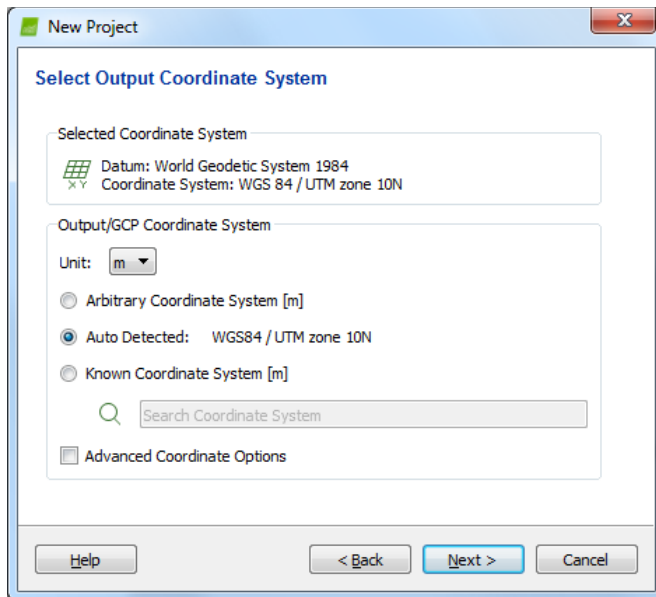 New Project
Select Output Coordinate System
Selected Coordinate System
Datum: World Geodetic System 1984
X Y
Coordinate System: WGS 84 / UTM zone 10N
Output/GCP Coordinate System
Unit: m
Arbitrary Coordinate System [m]
Auto Detected: WGS84 / UTM zone 10N
Known Coordinate System [m]
Search Coordinate System
Advanced Coordinate Options
Help < Back Next > Cancel